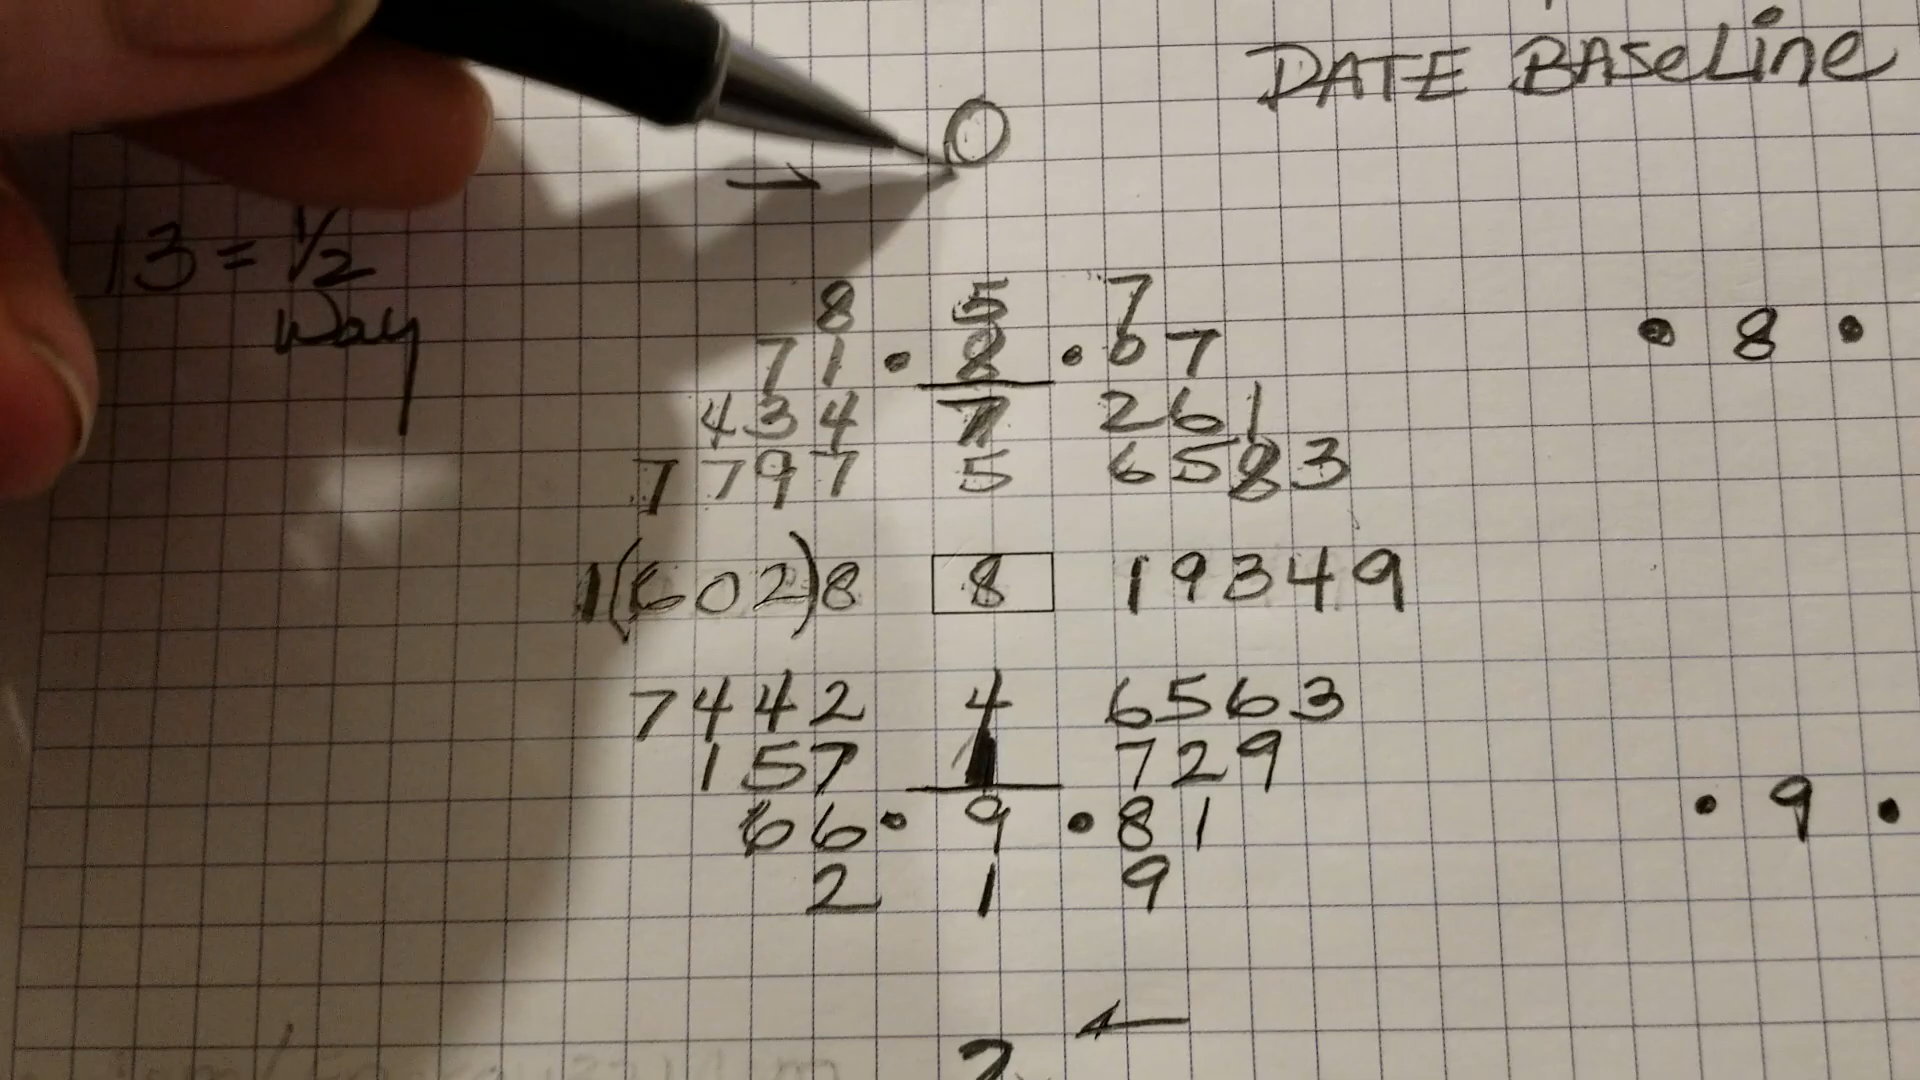 DATE BASeLine
0
13 = 1/2
Way
8 5 7
71 • 8 • 67
434 7 261
7797 5 6583
1(602)8 8 19349
7442 4 6563
157 1 729
66 • 9 • 81
2 1 9
• 8 •
• 9 •